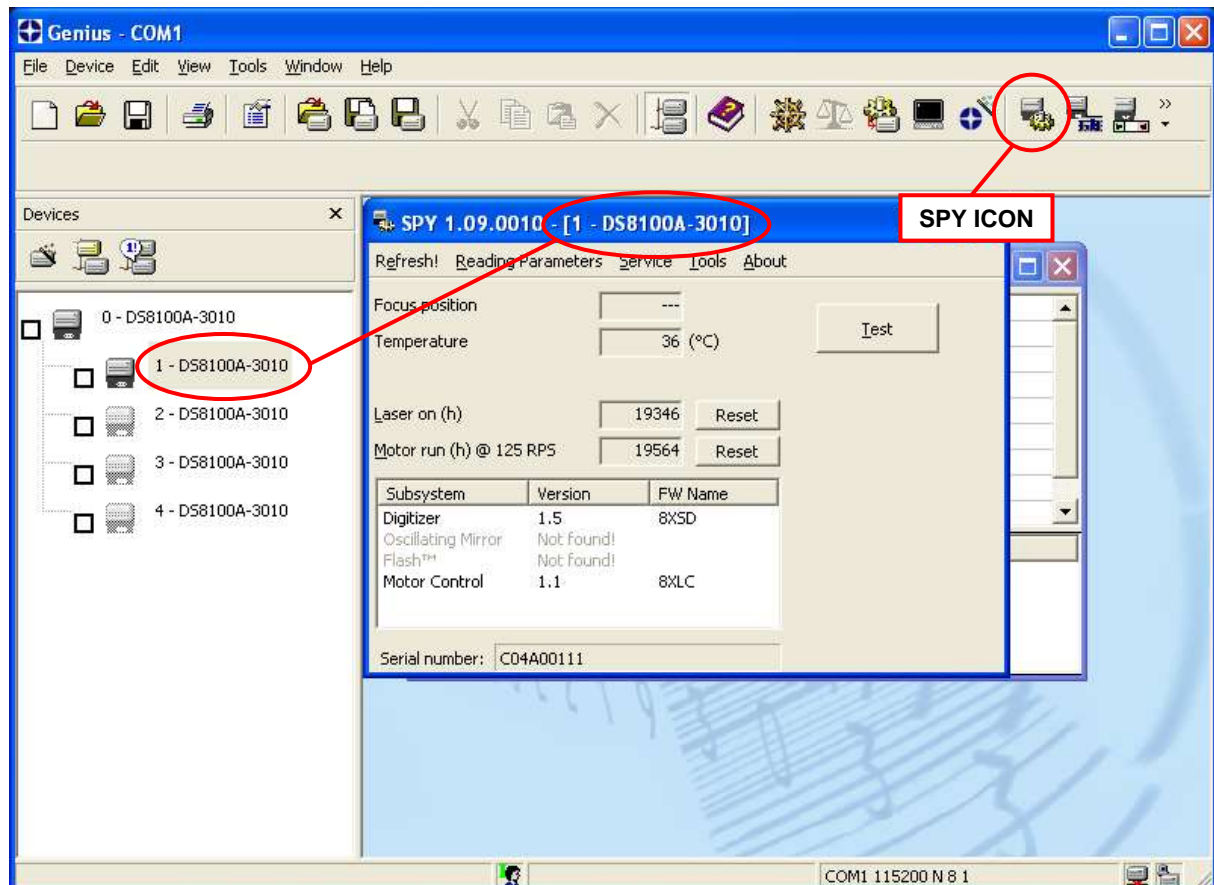 Genius - COM1
File Device Edit View Tools Window Help
SPY ICON
Devices
0 - DS8100A-3010
1 - DS8100A-3010
2 - DS8100A-3010
3 - DS8100A-3010
4 - DS8100A-3010
SPY 1.09.0010 - [1 - DS8100A-3010]
Refresh! Reading Parameters Service Tools About
Focus position ---
Temperature 36 (°C)
Test
Laser on (h) 19346 Reset
Motor run (h) @ 125 RPS 19564 Reset
Subsystem Version FW Name
Digitizer 1.5 8XSD
Oscillating Mirror Not found!
Flash™ Not found!
Motor Control 1.1 8XLC
Serial number: C04A00111
COM1 115200 N 8 1